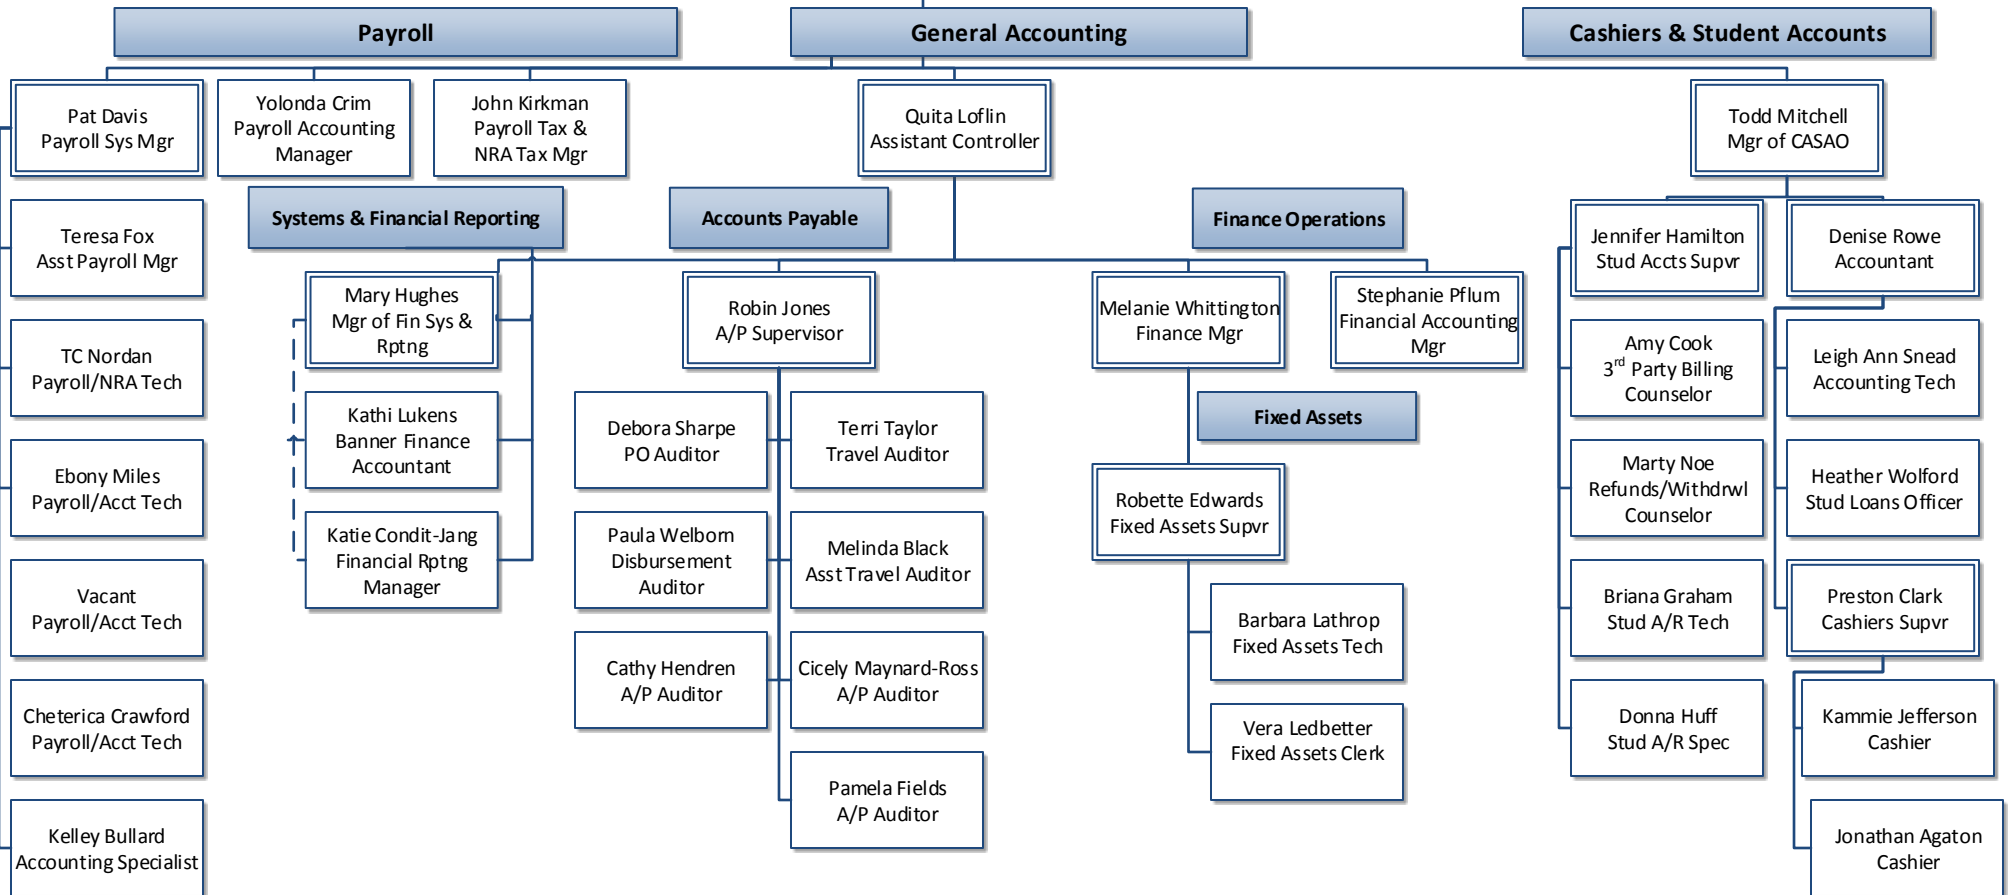 Payroll
General Accounting
Cashiers & Student Accounts
Pat Davis
Payroll Sys Mgr
Yolonda Crim
Payroll Accounting
Manager
John Kirkman
Payroll Tax &
NRA Tax Mgr
Quita Loflin
Assistant Controller
Todd Mitchell
Mgr of CASAO
Teresa Fox
Asst Payroll Mgr
TC Nordan
Payroll/NRA Tech
Ebony Miles
Payroll/Acct Tech
Vacant
Payroll/Acct Tech
Cheterica Crawford
Payroll/Acct Tech
Kelley Bullard
Accounting Specialist
Systems & Financial Reporting
Mary Hughes
Mgr of Fin Sys &
Rptng
Kathi Lukens
Banner Finance
Accountant
Katie Condit-Jang
Financial Rptng
Manager
Accounts Payable
Robin Jones
A/P Supervisor
Debora Sharpe
PO Auditor
Terri Taylor
Travel Auditor
Paula Welborn
Disbursement
Auditor
Melinda Black
Asst Travel Auditor
Cathy Hendren
A/P Auditor
Cicely Maynard-Ross
A/P Auditor
Pamela Fields
A/P Auditor
Finance Operations
Melanie Whittington
Finance Mgr
Stephanie Pflum
Financial Accounting
Mgr
Fixed Assets
Robette Edwards
Fixed Assets Supvr
Barbara Lathrop
Fixed Assets Tech
Vera Ledbetter
Fixed Assets Clerk
Jennifer Hamilton
Stud Accts Supvr
Amy Cook
3rd Party Billing
Counselor
Marty Noe
Refunds/Withdrwl
Counselor
Briana Graham
Stud A/R Tech
Donna Huff
Stud A/R Spec
Denise Rowe
Accountant
Leigh Ann Snead
Accounting Tech
Heather Wolford
Stud Loans Officer
Preston Clark
Cashiers Supvr
Kammie Jefferson
Cashier
Jonathan Agaton
Cashier